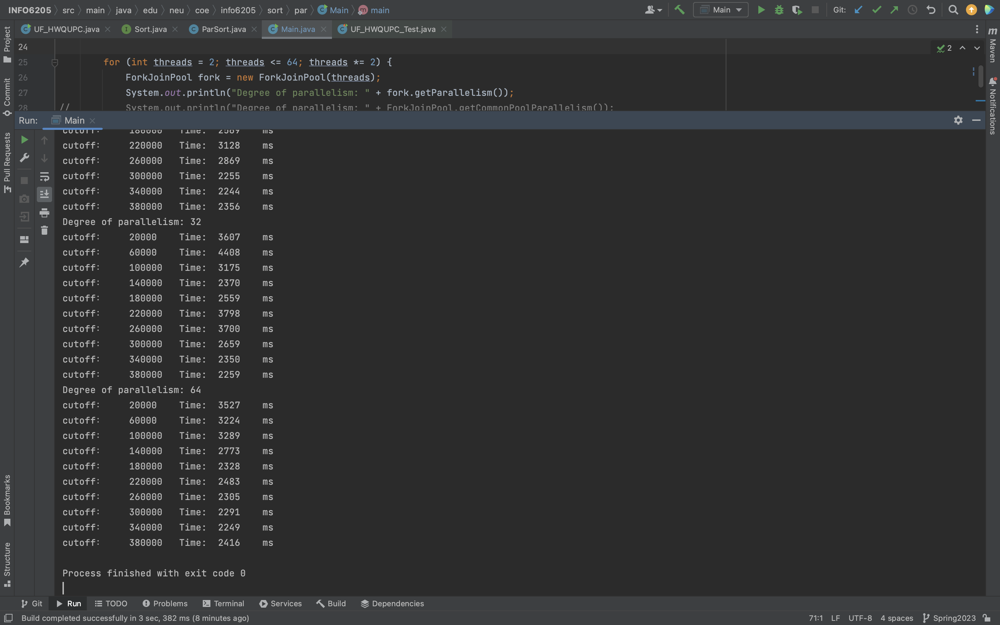 INFO6205 src main java edu neu coe info6205 sort par Main main Main Git:
UF_HWQUPC.java Sort.java ParSort.java Main.java UF_HWQUPC_Test.java
24
25 for (int threads = 2; threads <= 64; threads *= 2) {
26 ForkJoinPool fork = new ForkJoinPool(threads);
27 System.out.println("Degree of parallelism: " + fork.getParallelism());
28 // System.out.println("Degree of parallelism: " + ForkJoinPool.getCommonPoolParallelism());
2
Project
Commit
Pull Requests
Bookmarks
Structure
m
Maven
Notifications
Run: Main
cutoff: 180000 Time: 2569 ms
cutoff: 220000 Time: 3128 ms
cutoff: 260000 Time: 2869 ms
cutoff: 300000 Time: 2255 ms
cutoff: 340000 Time: 2244 ms
cutoff: 380000 Time: 2356 ms
Degree of parallelism: 32
cutoff: 20000 Time: 3607 ms
cutoff: 60000 Time: 4408 ms
cutoff: 100000 Time: 3175 ms
cutoff: 140000 Time: 2370 ms
cutoff: 180000 Time: 2559 ms
cutoff: 220000 Time: 3798 ms
cutoff: 260000 Time: 3700 ms
cutoff: 300000 Time: 2659 ms
cutoff: 340000 Time: 2350 ms
cutoff: 380000 Time: 2259 ms
Degree of parallelism: 64
cutoff: 20000 Time: 3527 ms
cutoff: 60000 Time: 3224 ms
cutoff: 100000 Time: 3289 ms
cutoff: 140000 Time: 2773 ms
cutoff: 180000 Time: 2328 ms
cutoff: 220000 Time: 2483 ms
cutoff: 260000 Time: 2305 ms
cutoff: 300000 Time: 2291 ms
cutoff: 340000 Time: 2249 ms
cutoff: 380000 Time: 2416 ms
Process finished with exit code 0
Git Run TODO Problems Terminal Services Build Dependencies
Build completed successfully in 3 sec, 382 ms (8 minutes ago) 71:1 LF UTF-8 4 spaces Spring2023